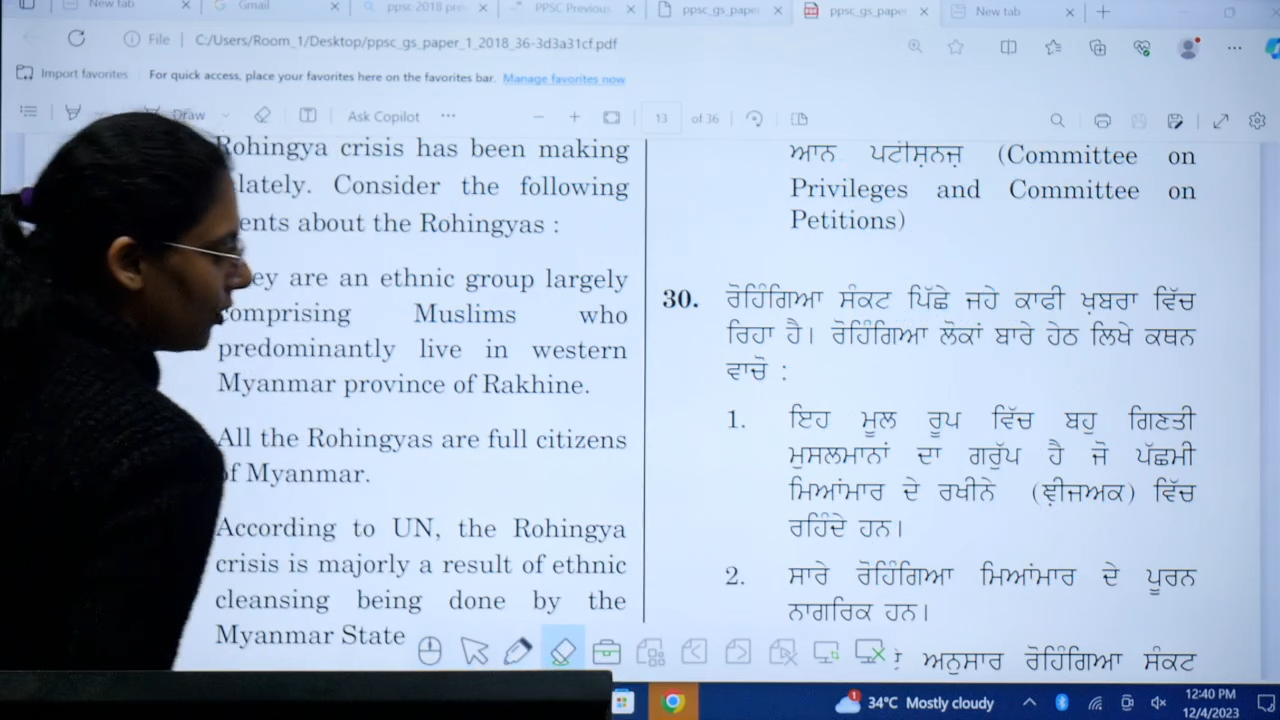 New tab
Gmail
ppsc 2018 pre
PPSC Previous
ppsc_gs_paper
ppsc_gs_paper
New tab
File
C:/Users/Room_1/Desktop/ppsc_gs_paper_1_2018_36-3d3a31cf.pdf
Import favorites
For quick access, place your favorites here on the favorites bar. Manage favorites now
Draw
Ask Copilot
13 of 36
Rohingya crisis has been making
lately. Consider the following
ents about the Rohingyas :
ey are an ethnic group largely
comprising Muslims who
predominantly live in western
Myanmar province of Rakhine.
All the Rohingyas are full citizens
of Myanmar.
According to UN, the Rohingya
crisis is majorly a result of ethnic
cleansing being done by the
Myanmar State
ਆਨ ਪਟੀਸ਼ਨਜ਼ (Committee on
Privileges and Committee on
Petitions)
30. ਰੋਹਿੰਗਿਆ ਸੰਕਟ ਪਿੱਛੇ ਜਹੇ ਕਾਫੀ ਖ਼ਬਰਾ ਵਿੱਚ
ਰਿਹਾ ਹੈ। ਰੋਹਿੰਗਿਆ ਲੋਕਾਂ ਬਾਰੇ ਹੇਠ ਲਿਖੇ ਕਥਨ
ਵਾਚੋ :
1. ਇਹ ਮੂਲ ਰੂਪ ਵਿੱਚ ਬਹੁ ਗਿਣਤੀ
ਮੁਸਲਮਾਨਾਂ ਦਾ ਗਰੁੱਪ ਹੈ ਜੋ ਪੱਛਮੀ
ਮਿਆਂਮਾਰ ਦੇ ਰਖੀਨੇ ਵਿੱਚ
ਰਹਿੰਦੇ ਹਨ।
2. ਸਾਰੇ ਰੋਹਿੰਗਿਆ ਮਿਆਂਮਾਰ ਦੇ ਪੂਰਨ
ਨਾਗਰਿਕ ਹਨ।
ਅਨੁਸਾਰ ਰੋਹਿੰਗਿਆ ਸੰਕਟ
34°C Mostly cloudy
12:40 PM
12/4/2023